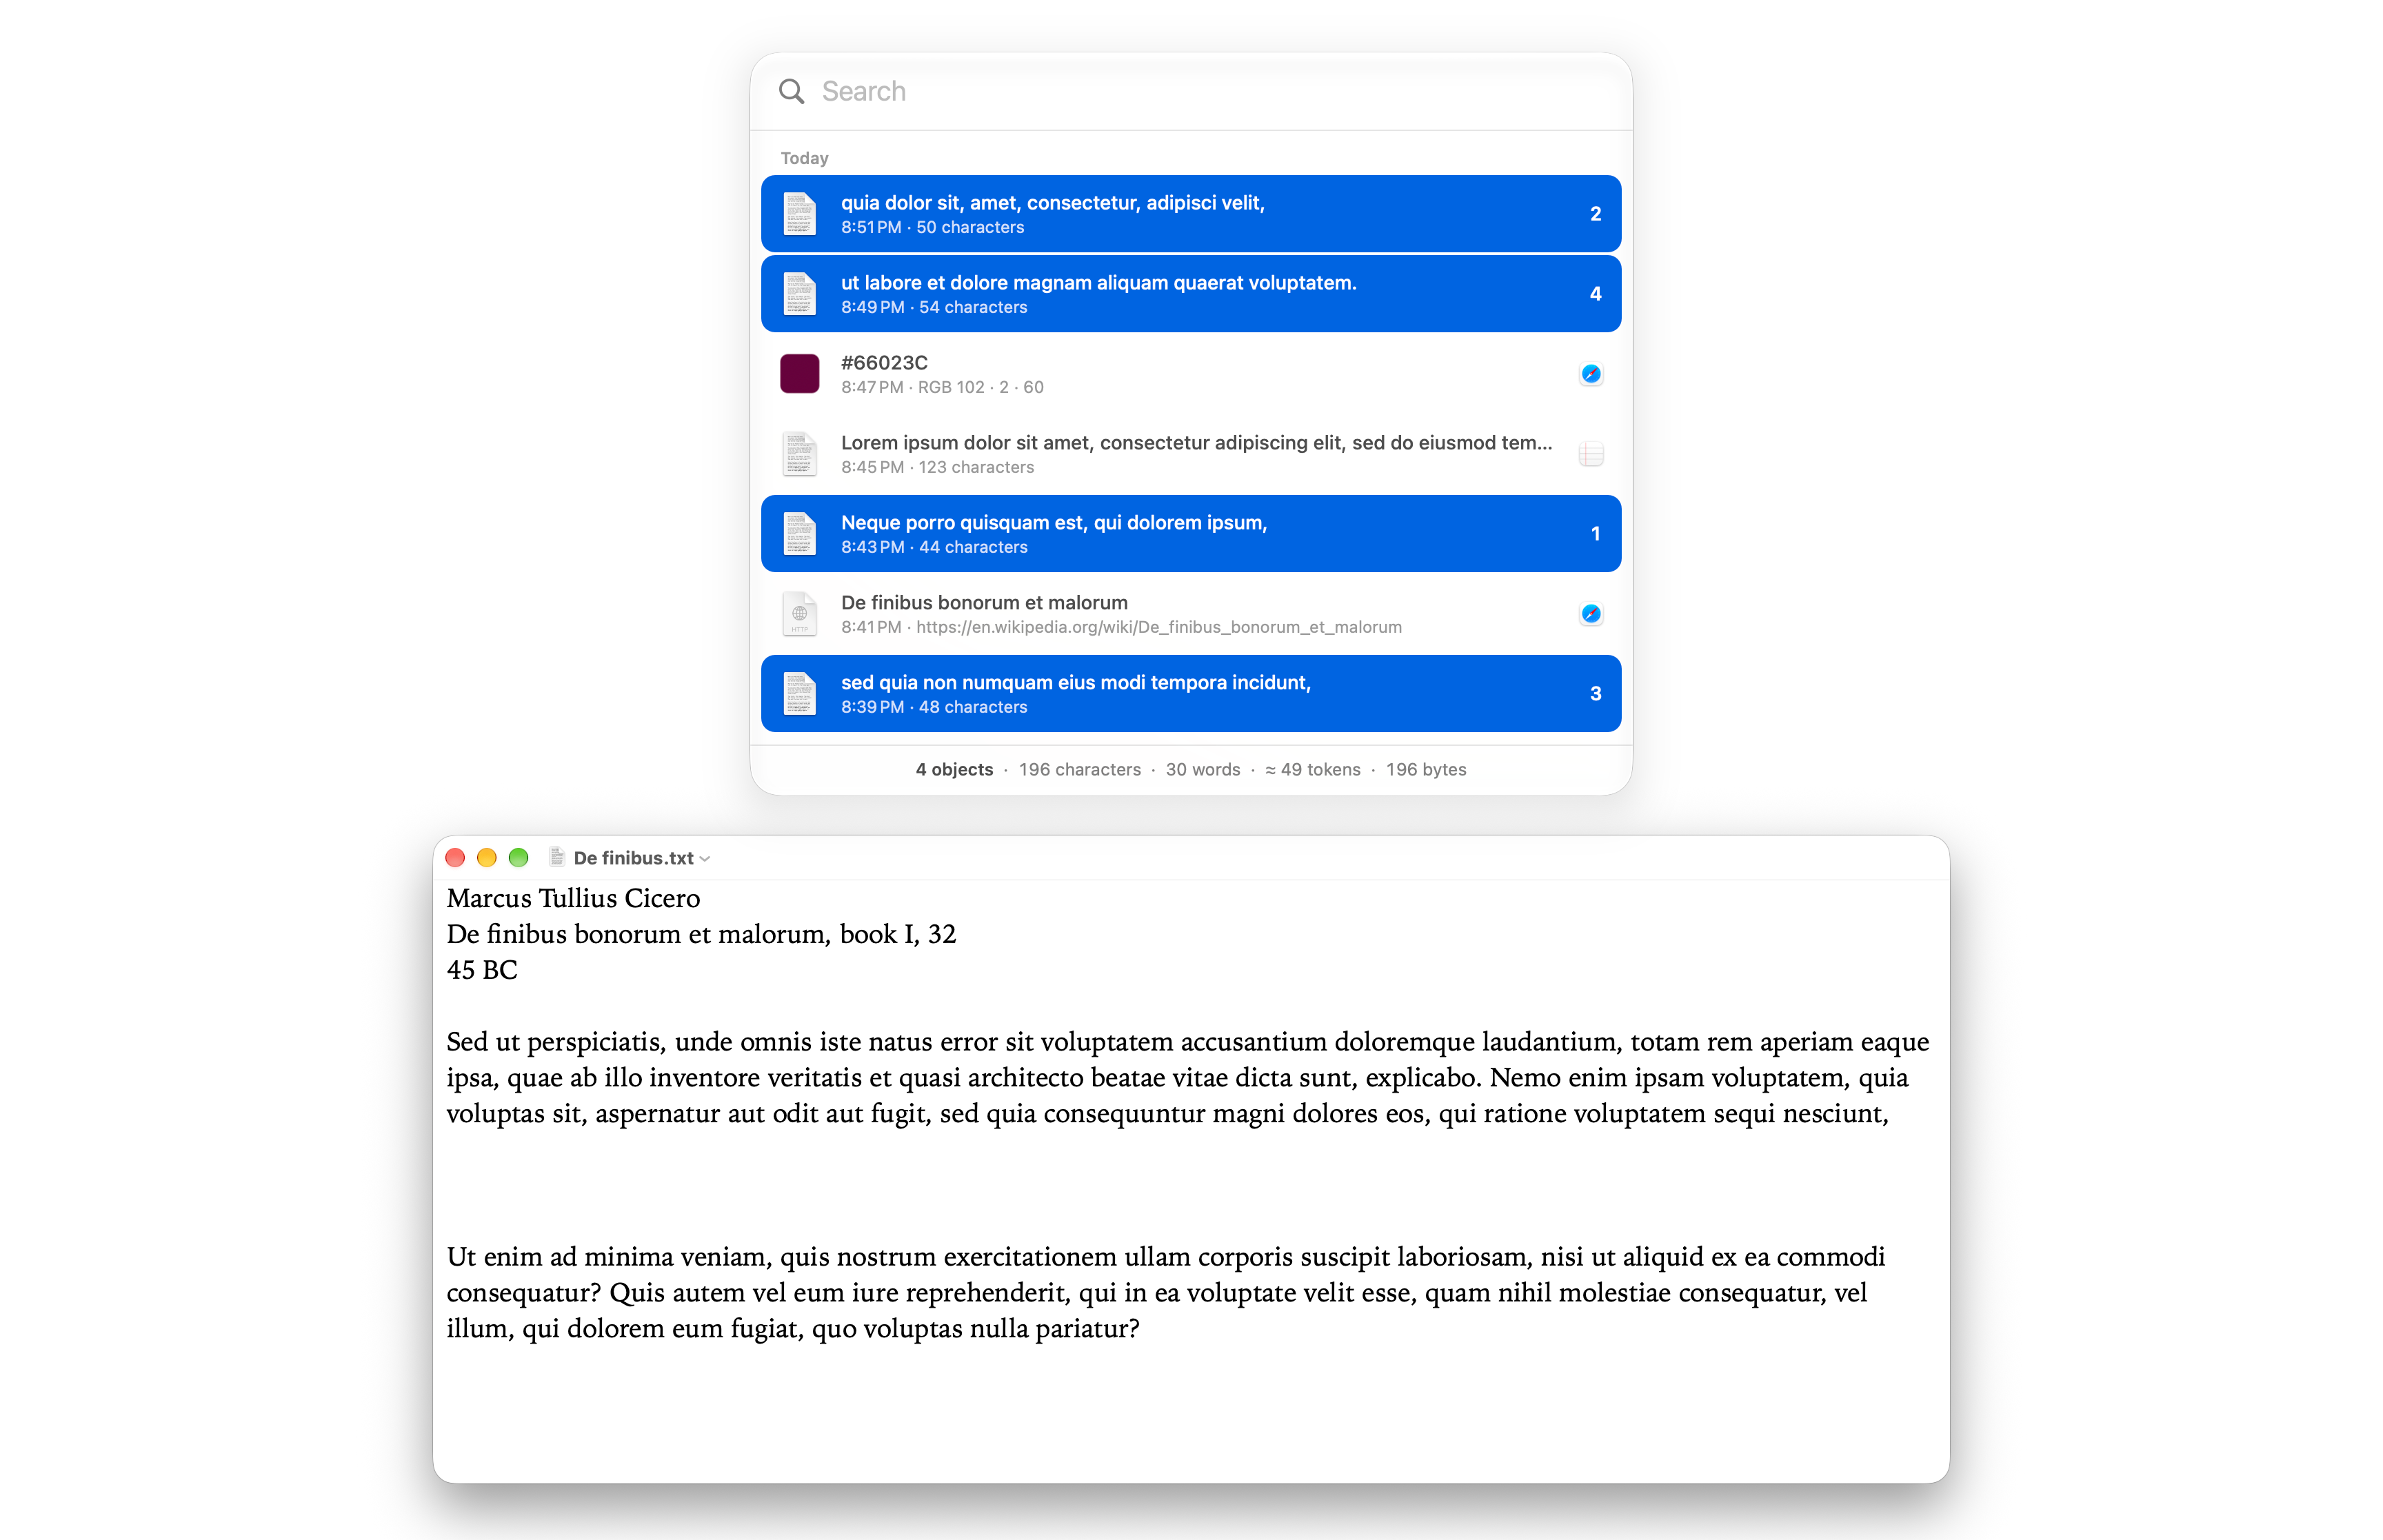 Search
Today
quia dolor sit, amet, consectetur, adipisci velit,
2
8:51 PM · 50 characters
ut labore et dolore magnam aliquam quaerat voluptatem.
4
8:49 PM · 54 characters
#66023C
8:47 PM · RGB 102 · 2 · 60
Lorem ipsum dolor sit amet, consectetur adipiscing elit, sed do eiusmod tem...
8:45 PM · 123 characters
Neque porro quisquam est, qui dolorem ipsum,
1
8:43 PM · 44 characters
De finibus bonorum et malorum
HTTP
8:41 PM · https://en.wikipedia.org/wiki/De_finibus_bonorum_et_malorum
sed quia non numquam eius modi tempora incidunt,
3
8:39 PM · 48 characters
4 objects · 196 characters · 30 words · ≈ 49 tokens · 196 bytes
De finibus.txt
Marcus Tullius Cicero
De finibus bonorum et malorum, book I, 32
45 BC
Sed ut perspiciatis, unde omnis iste natus error sit voluptatem accusantium doloremque laudantium, totam rem aperiam eaque
ipsa, quae ab illo inventore veritatis et quasi architecto beatae vitae dicta sunt, explicabo. Nemo enim ipsam voluptatem, quia
voluptas sit, aspernatur aut odit aut fugit, sed quia consequuntur magni dolores eos, qui ratione voluptatem sequi nesciunt,
Ut enim ad minima veniam, quis nostrum exercitationem ullam corporis suscipit laboriosam, nisi ut aliquid ex ea commodi
consequatur? Quis autem vel eum iure reprehenderit, qui in ea voluptate velit esse, quam nihil molestiae consequatur, vel
illum, qui dolorem eum fugiat, quo voluptas nulla pariatur?